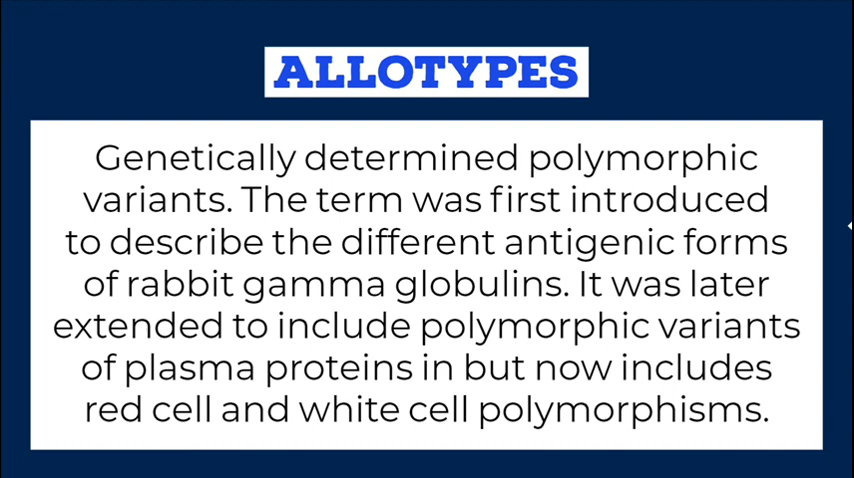 ALLOTYPES
Genetically determined polymorphic
variants. The term was first introduced
to describe the different antigenic forms
of rabbit gamma globulins. It was later
extended to include polymorphic variants
of plasma proteins in but now includes
red cell and white cell polymorphisms.